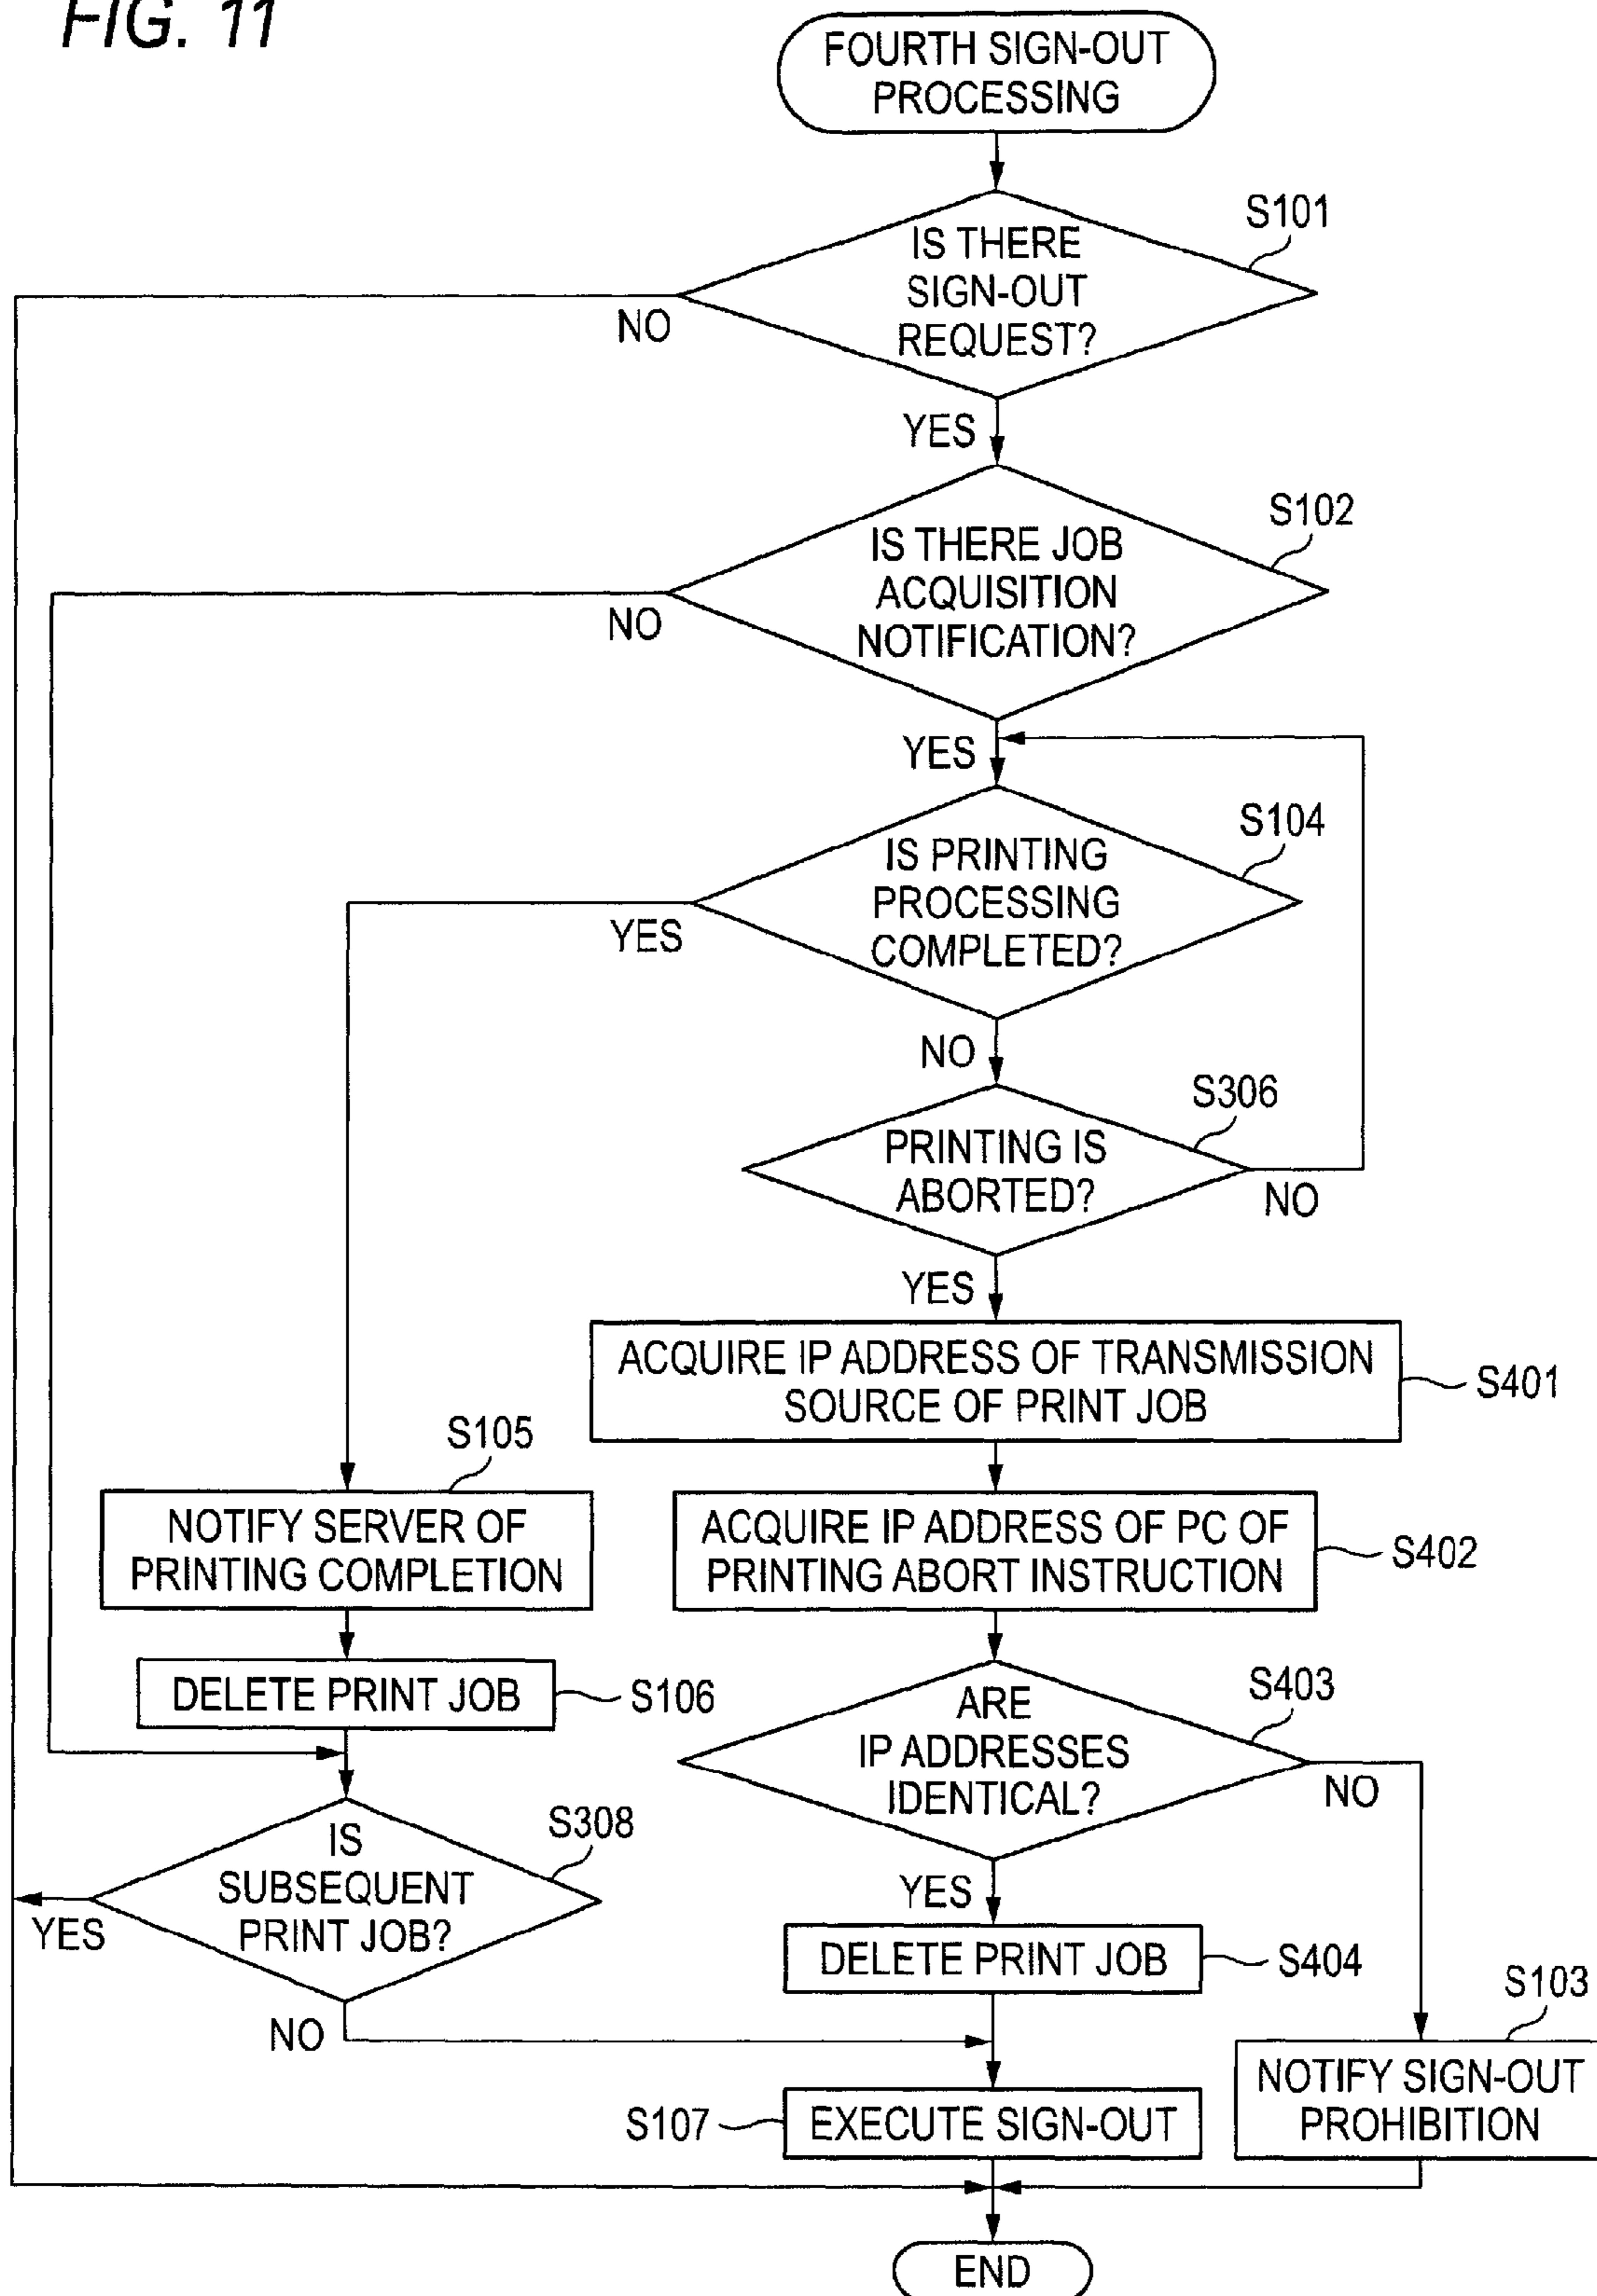 FIG. 11
FOURTH SIGN-OUT
PROCESSING
S101
IS THERE
SIGN-OUT
REQUEST?
NO
YES
S102
IS THERE JOB
ACQUISITION
NOTIFICATION?
NO
YES
S104
IS PRINTING
PROCESSING
COMPLETED?
YES
NO
S306
PRINTING IS
ABORTED?
NO
YES
ACQUIRE IP ADDRESS OF TRANSMISSION
SOURCE OF PRINT JOB
S401
S105
NOTIFY SERVER OF
PRINTING COMPLETION
ACQUIRE IP ADDRESS OF PC OF
PRINTING ABORT INSTRUCTION
S402
DELETE PRINT JOB
S106
S403
ARE
IP ADDRESSES
IDENTICAL?
NO
YES
S308
IS
SUBSEQUENT
PRINT JOB?
YES
NO
DELETE PRINT JOB
S404
S103
NOTIFY SIGN-OUT
PROHIBITION
S107
EXECUTE SIGN-OUT
END